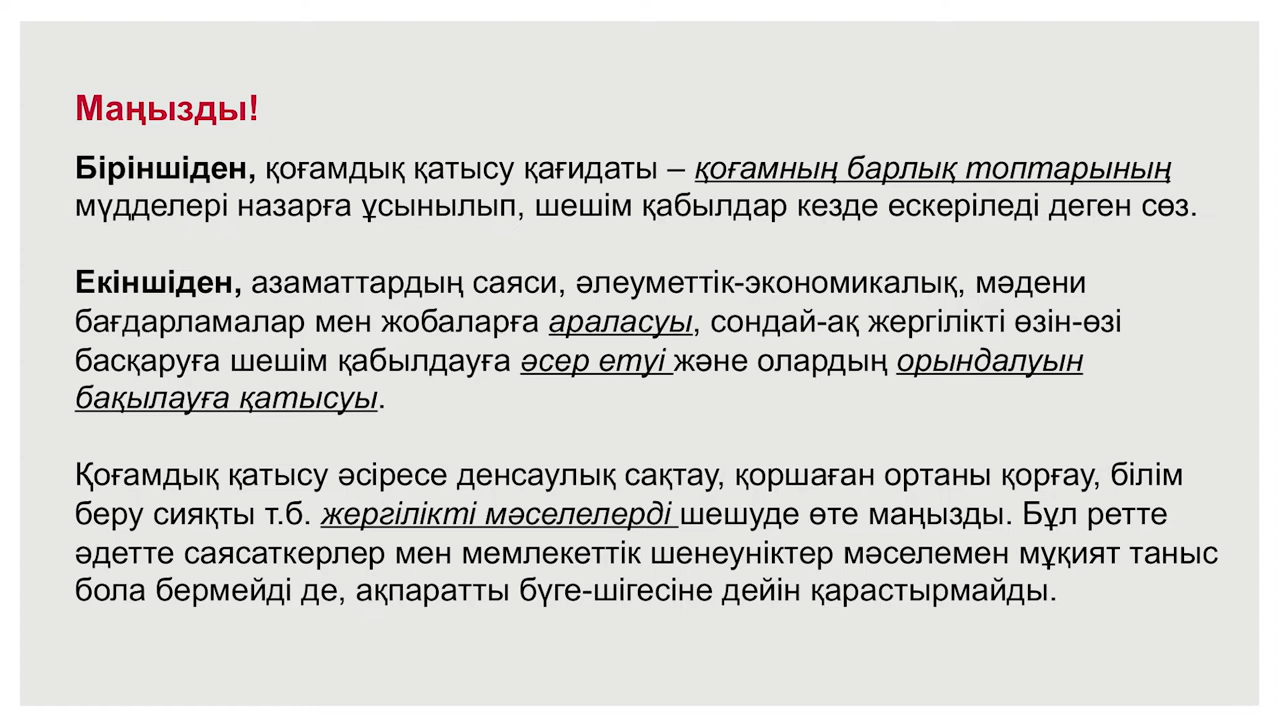 Маңызды!
Біріншіден, қоғамдық қатысу қағидаты – қоғамның барлық топтарының
мүдделері назарға ұсынылып, шешім қабылдар кезде ескеріледі деген сөз.
Екіншіден, азаматтардың саяси, әлеуметтік-экономикалық, мәдени
бағдарламалар мен жобаларға араласуы, сондай-ақ жергілікті өзін-өзі
басқаруға шешім қабылдауға әсер етуі және олардың орындалуын
бақылауға қатысуы.
Қоғамдық қатысу әсіресе денсаулық сақтау, қоршаған ортаны қорғау, білім
беру сияқты т.б. жергілікті мәселелерді шешуде өте маңызды. Бұл ретте
әдетте саясаткерлер мен мемлекеттік шенеуніктер мәселемен мұқият таныс
бола бермейді де, ақпаратты бүге-шігесіне дейін қарастырмайды.